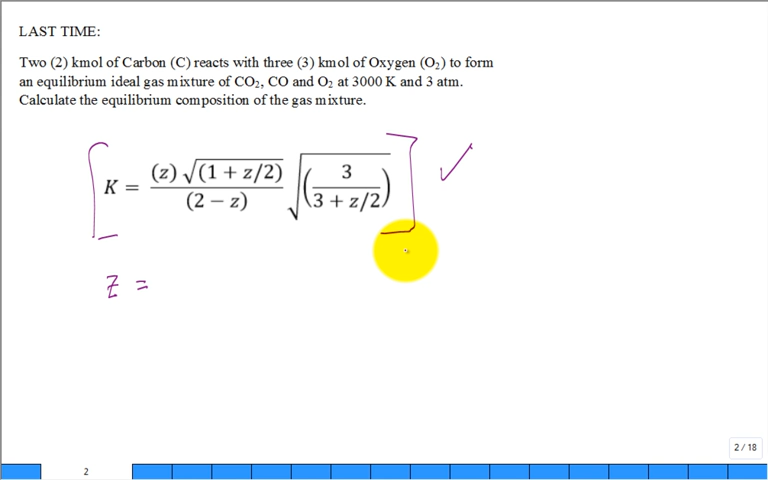 LAST TIME:
Two (2) kmol of Carbon (C) reacts with three (3) kmol of Oxygen (O₂) to form
an equilibrium ideal gas mixture of CO₂, CO and O₂ at 3000 K and 3 atm.
Calculate the equilibrium composition of the gas mixture.
[K = (z) √(1 + z/2) / (2 − z) √(3 / (3 + z/2))] ✓
z =
2 / 18
2